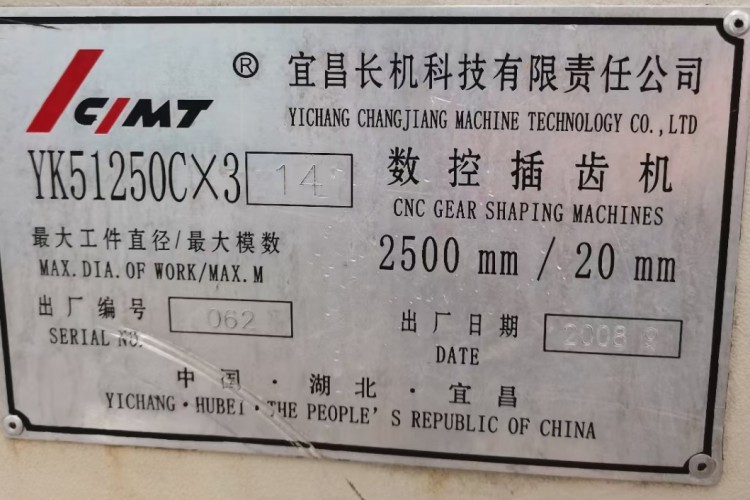 CIMT ® 宜昌长机科技有限责任公司
YICHANG CHANGJIANG MACHINE TECHNOLOGY CO.,LTD
YK51250C×3 14 数控插齿机
CNC GEAR SHAPING MACHINES
最大工件直径/最大模数
MAX.DIA.OF WORK/MAX.M 2500 mm / 20 mm
出厂编号 062 出厂日期 2008
SERIAL NO. DATE
中国·湖北·宜昌
YICHANG·HUBEI·THE PEOPLE'S REPUBLIC OF CHINA